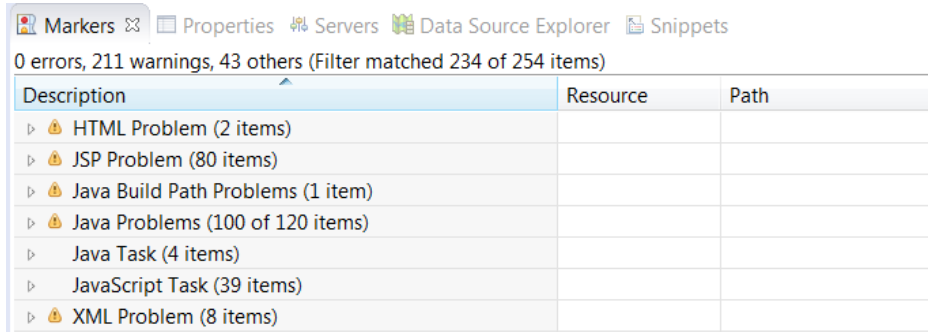 Markers Properties Servers Data Source Explorer Snippets
0 errors, 211 warnings, 43 others (Filter matched 234 of 254 items)
Description Resource Path
HTML Problem (2 items)
JSP Problem (80 items)
Java Build Path Problems (1 item)
Java Problems (100 of 120 items)
Java Task (4 items)
JavaScript Task (39 items)
XML Problem (8 items)